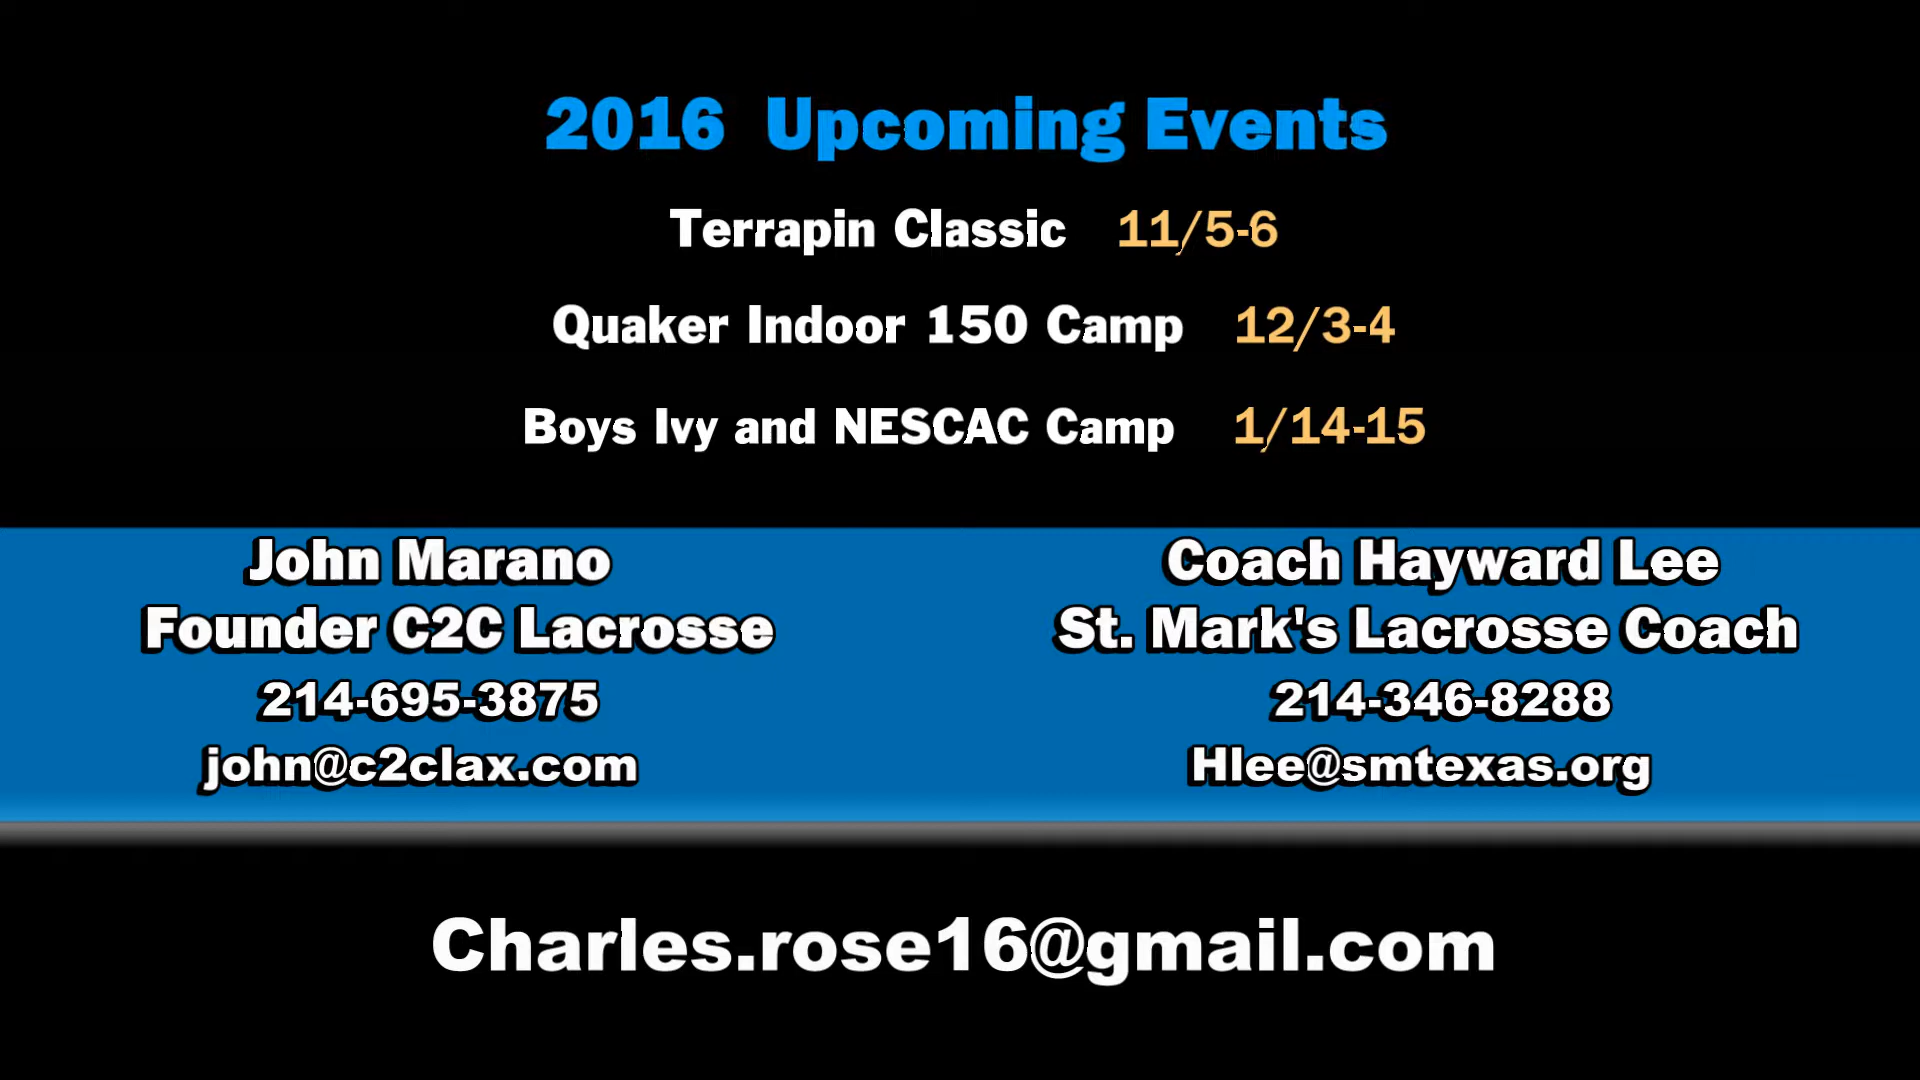 2016 Upcoming Events
Terrapin Classic 11/5-6
Quaker Indoor 150 Camp 12/3-4
Boys Ivy and NESCAC Camp 1/14-15
John Marano
Founder C2C Lacrosse
214-695-3875
john@c2clax.com
Coach Hayward Lee
St. Mark's Lacrosse Coach
214-346-8288
Hlee@smtexas.org
Charles.rose16@gmail.com